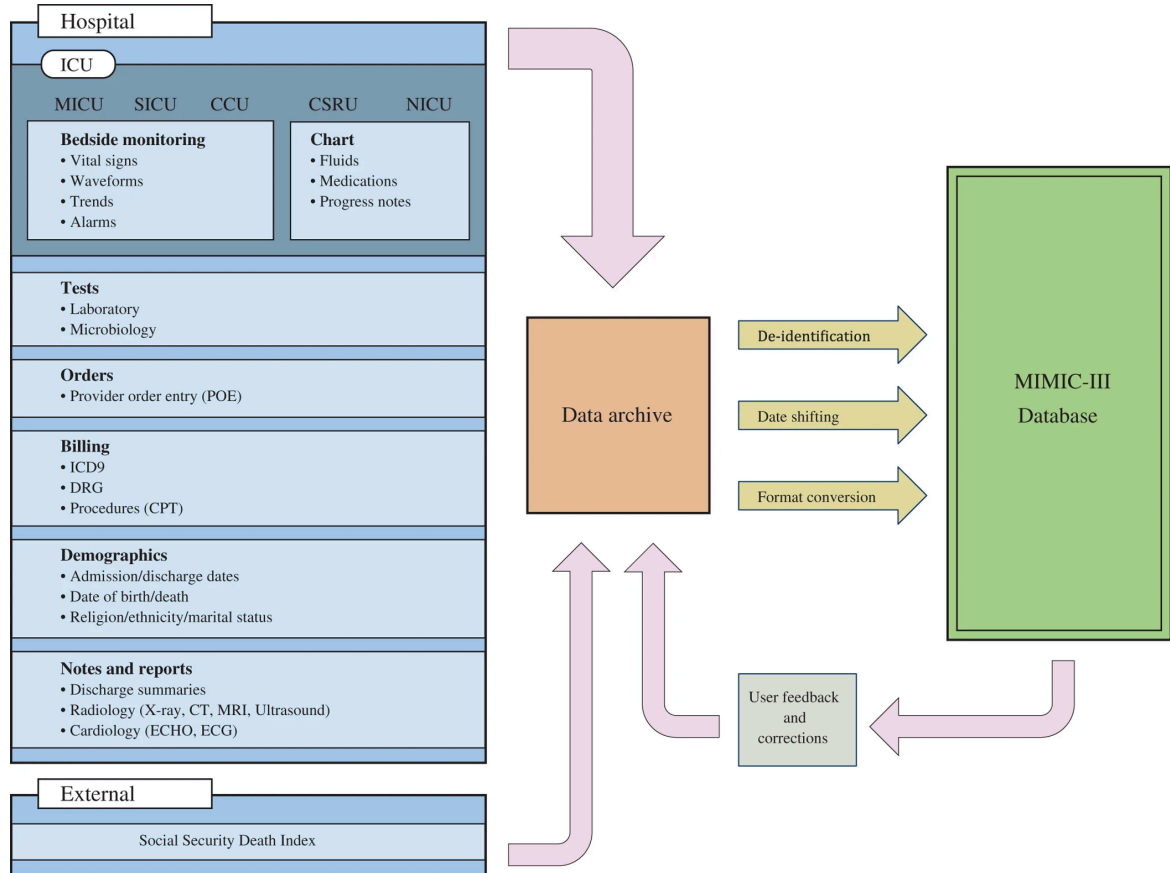 Hospital
ICU
MICU SICU CCU CSRU NICU
Bedside monitoring
• Vital signs
• Waveforms
• Trends
• Alarms
Chart
• Fluids
• Medications
• Progress notes
Tests
• Laboratory
• Microbiology
Orders
• Provider order entry (POE)
Billing
• ICD9
• DRG
• Procedures (CPT)
Demographics
• Admission/discharge dates
• Date of birth/death
• Religion/ethnicity/marital status
Notes and reports
• Discharge summaries
• Radiology (X-ray, CT, MRI, Ultrasound)
• Cardiology (ECHO, ECG)
External
Social Security Death Index
Data archive
De-identification
Date shifting
Format conversion
MIMIC-III
Database
User feedback
and
corrections